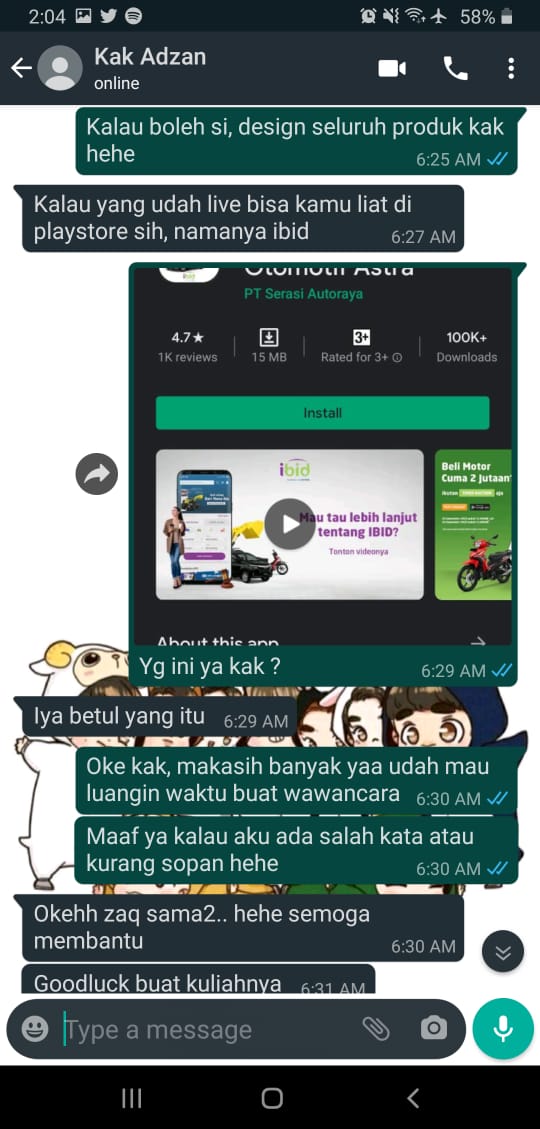 2:04
58%
Kak Adzan
online
Kalau boleh si, design seluruh produk kak
hehe
6:25 AM
Kalau yang udah live bisa kamu liat di
playstore sih, namanya ibid
6:27 AM
Otomotif Astra
PT Serasi Autoraya
4.7★
1K reviews
15 MB
3+
Rated for 3+
100K+
Downloads
Install
ibid
Mau tau lebih lanjut
tentang IBID?
Tonton videonya
Beli Motor
Cuma 2 Jutaan
About this app
Yg ini ya kak ?
6:29 AM
Iya betul yang itu
6:29 AM
Oke kak, makasih banyak yaa udah mau
luangin waktu buat wawancara
6:30 AM
Maaf ya kalau aku ada salah kata atau
kurang sopan hehe
6:30 AM
Okehh zaq sama2.. hehe semoga
membantu
6:30 AM
Goodluck buat kuliahnya
6:31 AM
Type a message